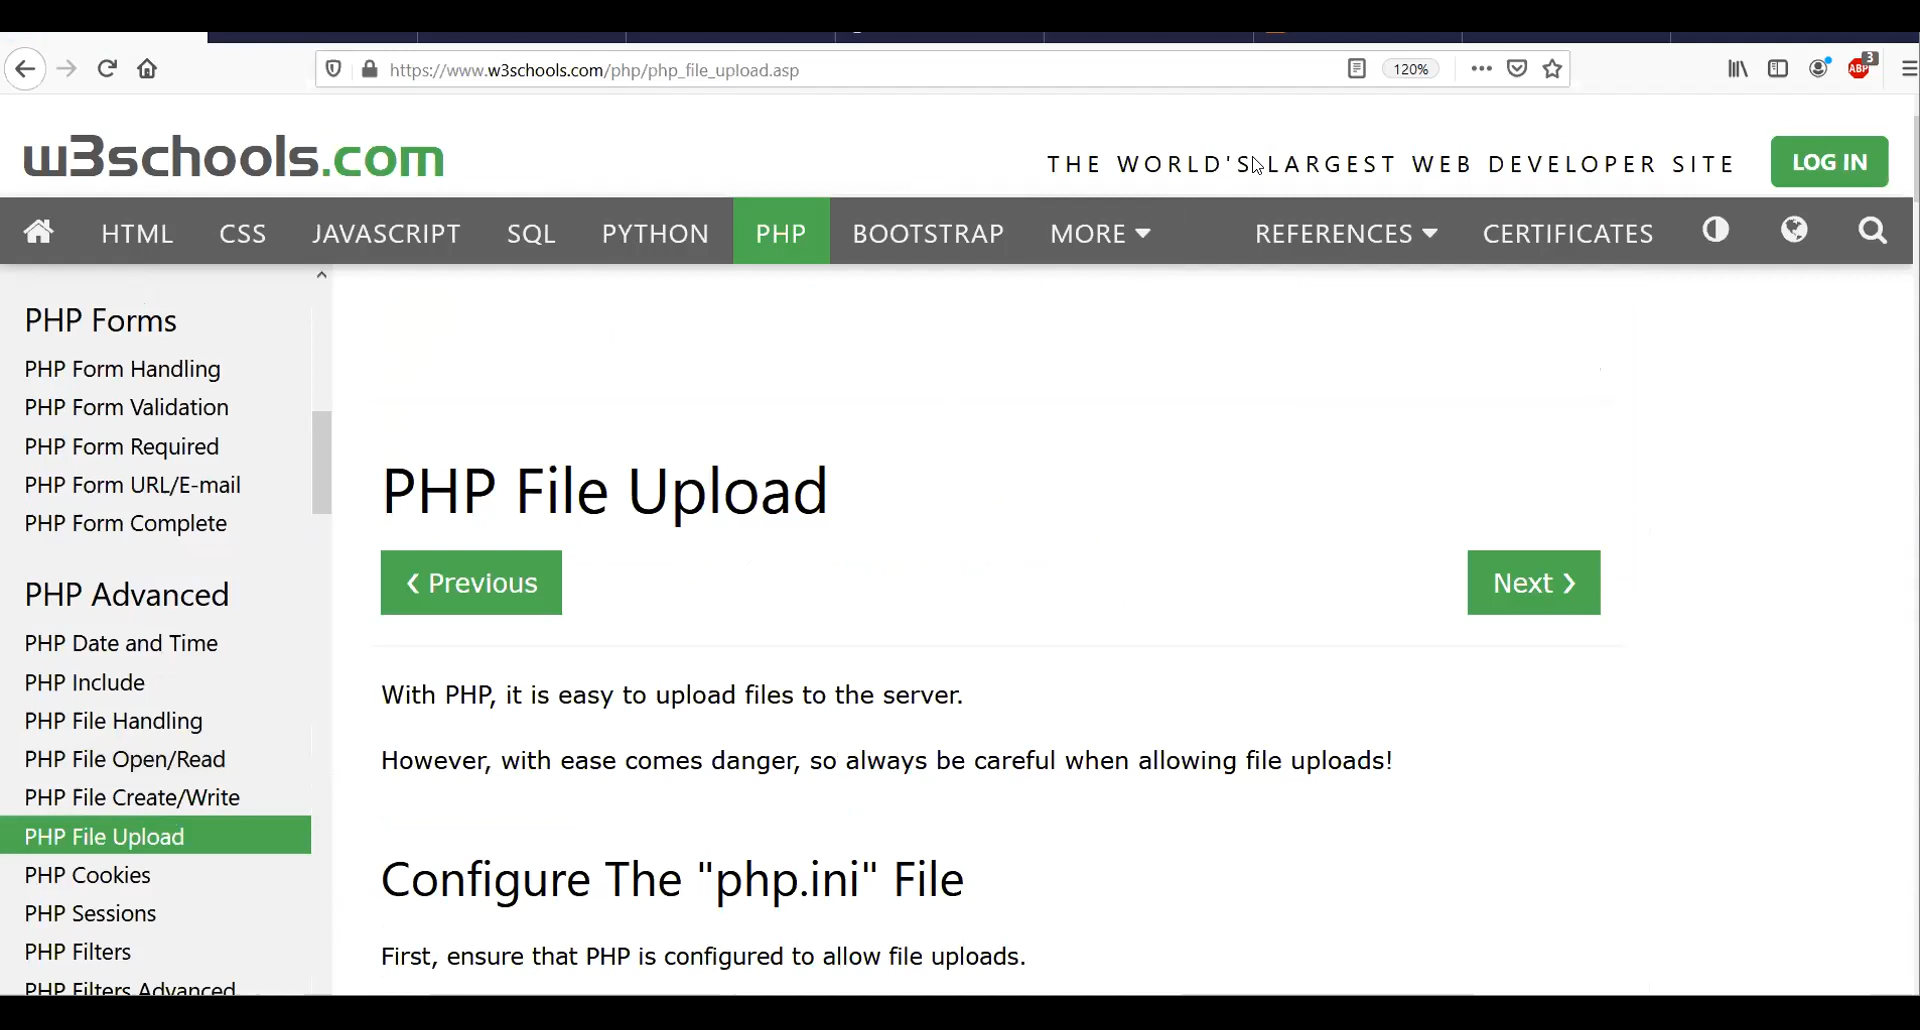 https://www.w3schools.com/php/php_file_upload.asp
120%
ABP
3
w3schools.com
THE WORLD'S LARGEST WEB DEVELOPER SITE
LOG IN
HTML CSS JAVASCRIPT SQL PYTHON PHP BOOTSTRAP MORE REFERENCES CERTIFICATES
PHP Forms
PHP Form Handling
PHP Form Validation
PHP Form Required
PHP Form URL/E-mail
PHP Form Complete
PHP Advanced
PHP Date and Time
PHP Include
PHP File Handling
PHP File Open/Read
PHP File Create/Write
PHP File Upload
PHP Cookies
PHP Sessions
PHP Filters
PHP Filters Advanced
PHP File Upload
❮ Previous
Next ❯
With PHP, it is easy to upload files to the server.
However, with ease comes danger, so always be careful when allowing file uploads!
Configure The "php.ini" File
First, ensure that PHP is configured to allow file uploads.